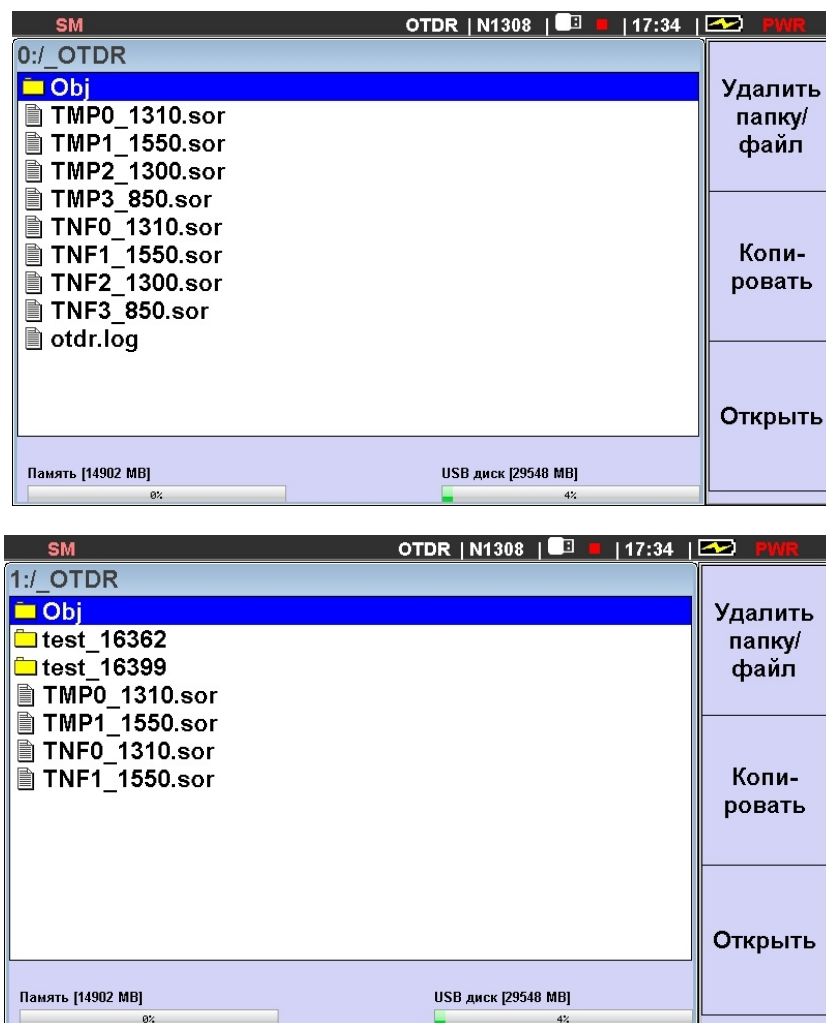 SM OTDR | N1308 | | 17:34 | PWR
0:/_OTDR
Obj
TMP0_1310.sor
TMP1_1550.sor
TMP2_1300.sor
TMP3_850.sor
TNF0_1310.sor
TNF1_1550.sor
TNF2_1300.sor
TNF3_850.sor
otdr.log
Удалить
папку/
файл
Копи-
ровать
Открыть
Память [14902 MB] USB диск [29548 MB]
0% 4%
SM OTDR | N1308 | | 17:34 | PWR
1:/_OTDR
Obj
test_16362
test_16399
TMP0_1310.sor
TMP1_1550.sor
TNF0_1310.sor
TNF1_1550.sor
Удалить
папку/
файл
Копи-
ровать
Открыть
Память [14902 MB] USB диск [29548 MB]
0% 4%